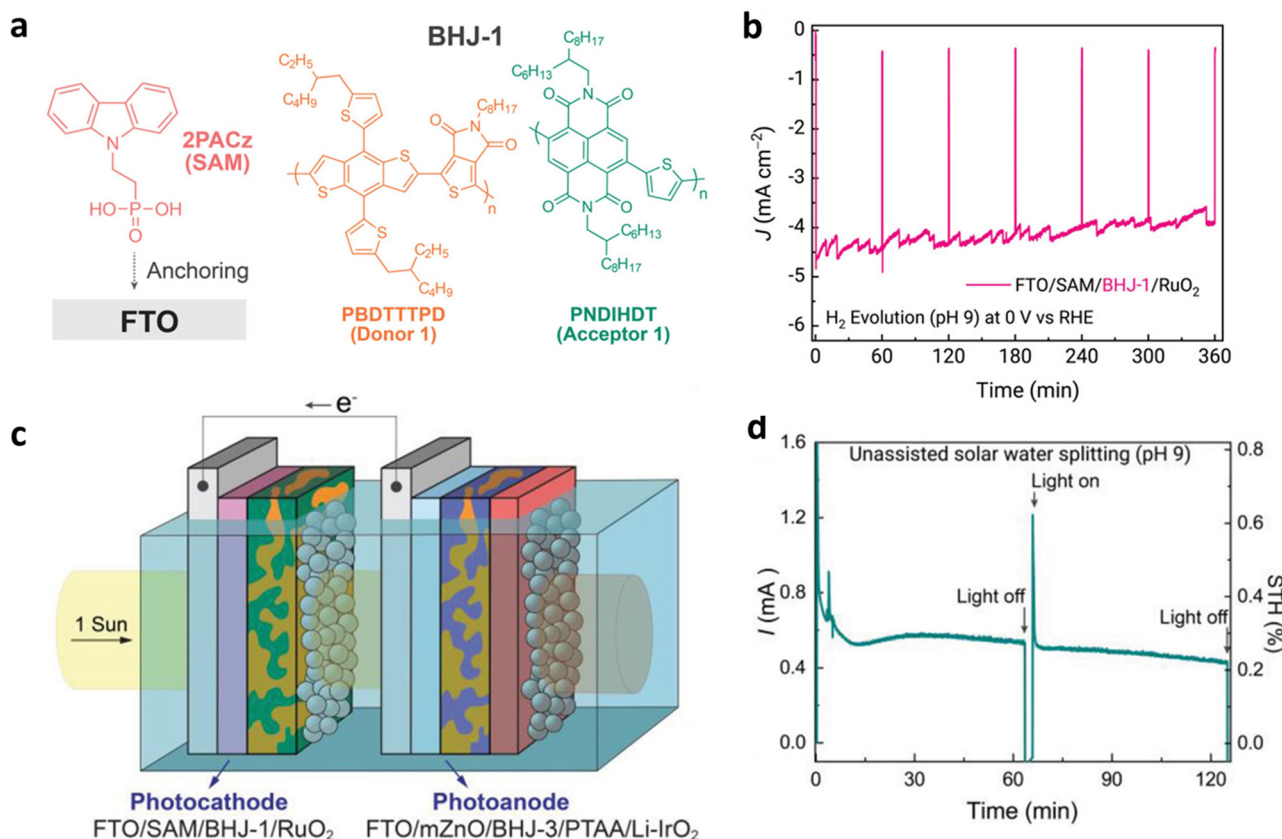 a
BHJ-1
2PACz
(SAM)
N
HO
P
OH
O
Anchoring
FTO
C2H5
C4H9
S
C8H17
O
N
O
S
S
S
n
S
C2H5
C4H9
PBDTTTPD
(Donor 1)
C8H17
C6H13
O
N
O
S
n
O
N
O
C6H13
C8H17
PNDIHDT
(Acceptor 1)
b
0
-1
-2
-3
-4
-5
-6
J (mA cm⁻²)
FTO/SAM/BHJ-1/RuO₂
H₂ Evolution (pH 9) at 0 V vs RHE
0 60 120 180 240 300 360
Time (min)
c
e⁻
1 Sun
Photocathode
FTO/SAM/BHJ-1/RuO₂
Photoanode
FTO/mZnO/BHJ-3/PTAA/Li-IrO₂
d
1.6
1.2
0.8
0.4
0.0
I (mA)
Unassisted solar water splitting (pH 9)
Light on
Light off
Light off
0.8
0.6
0.4
0.2
0.0
STH (%)
0 30 60 90 120
Time (min)